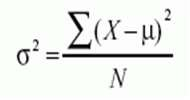 σ² = ∑(X − μ)² / N